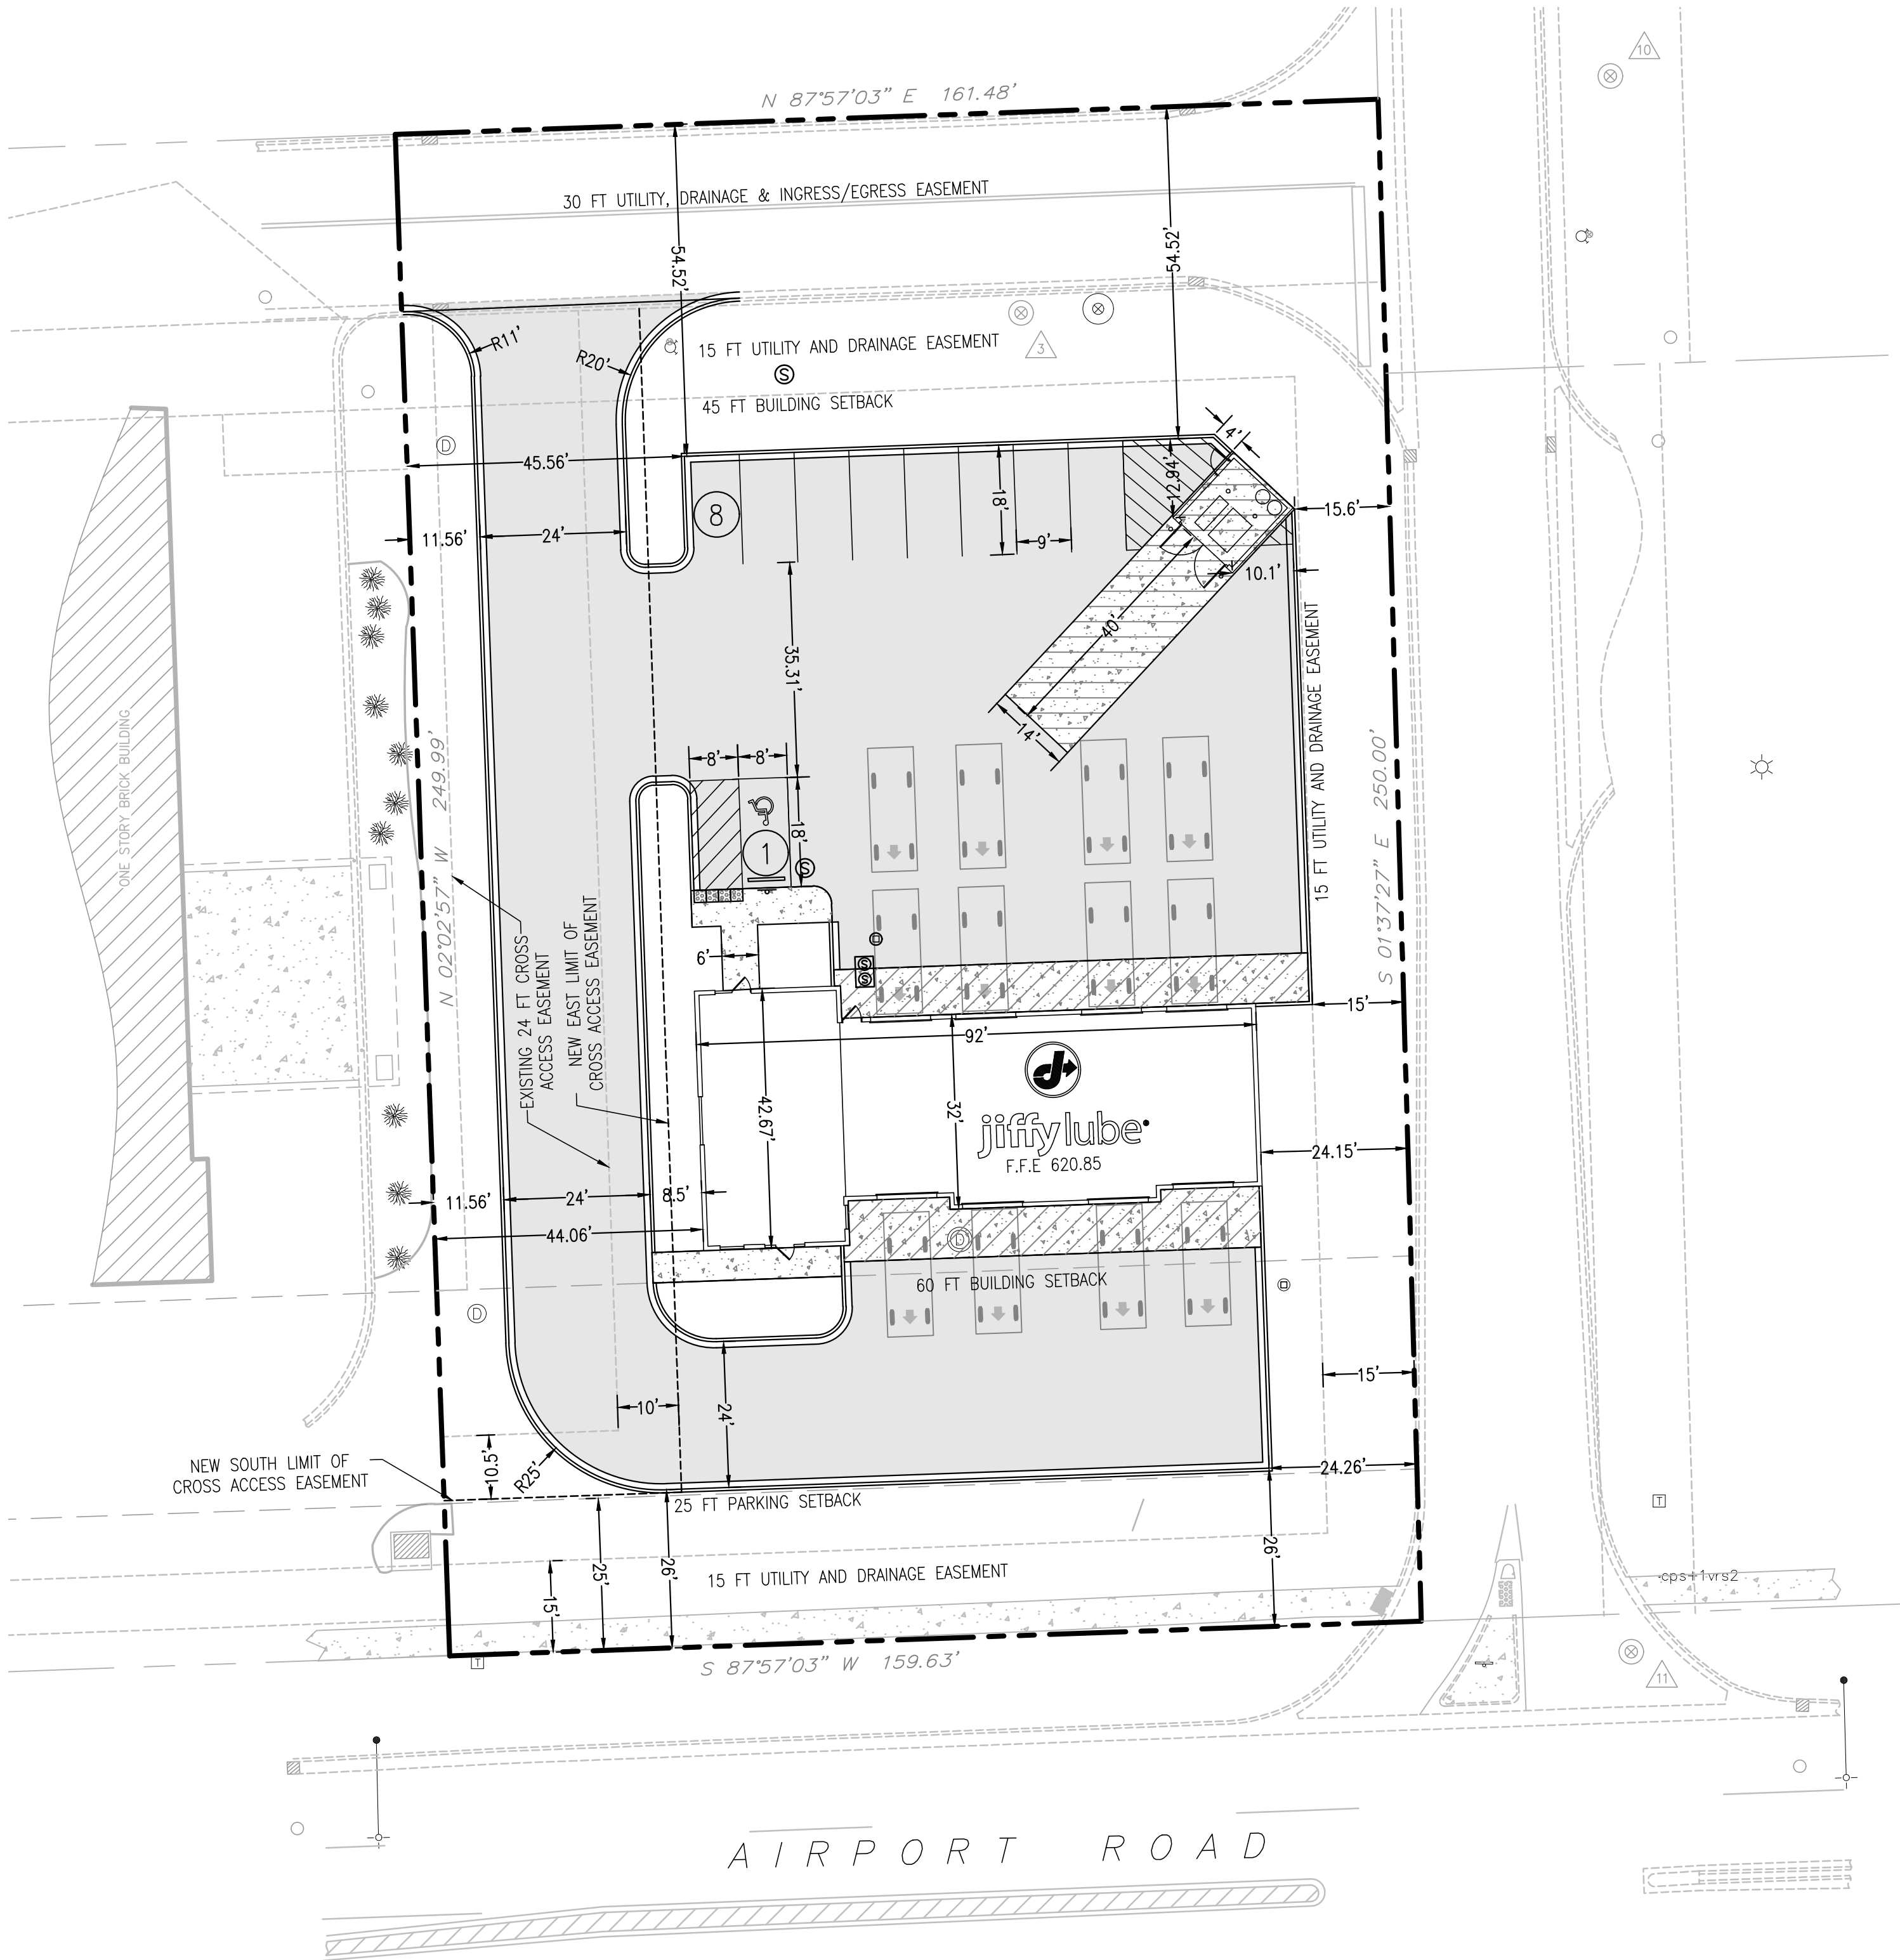 10
N 87°57'03" E 161.48'
30 FT UTILITY, DRAINAGE & INGRESS/EGRESS EASEMENT
54.52'
54.52'
R11'
R20'
15 FT UTILITY AND DRAINAGE EASEMENT
3
S
45 FT BUILDING SETBACK
D
4'
45.56'
12.94'
18'
8
15.6'
11.56'
24'
9'
10.1'
40'
35.31'
14'
15 FT UTILITY AND DRAINAGE EASEMENT
ONE STORY BRICK BUILDING
N 02°02'57" W 249.99'
S 01°37'27" E 250.00'
8'
8'
18'
1
S
EXISTING 24 FT CROSS
ACCESS EASEMENT
NEW EAST LIMIT OF
CROSS ACCESS EASEMENT
6'
S
S
15'
92'
42.67'
32'
jiffy lube
F.F.E 620.85
24.15'
11.56'
24'
8.5'
44.06'
D
60 FT BUILDING SETBACK
D
15'
10'
24'
10.5'
R25'
NEW SOUTH LIMIT OF
CROSS ACCESS EASEMENT
24.26'
25 FT PARKING SETBACK
T
26'
25'
26'
15'
15 FT UTILITY AND DRAINAGE EASEMENT
cps+1vrs2
T
S 87°57'03" W 159.63'
11
AIRPORT ROAD